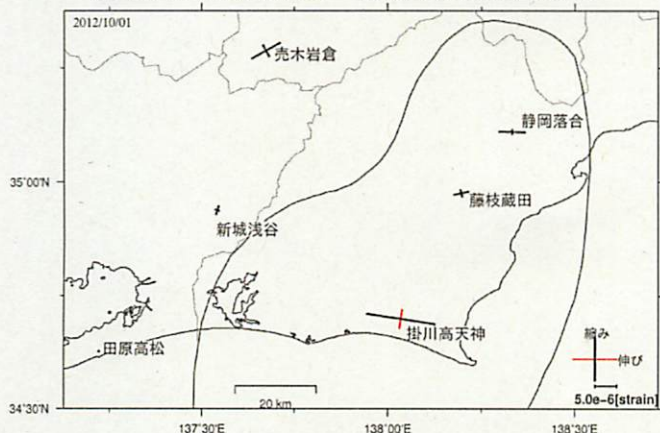 2012/10/01
売木岩倉
静岡落合
35°00'N
藤枝蔵田
新城浅谷
掛川高天神
縮み
田原高松
伸び
5.0e-6[strain]
20 km
34°30'N
137°30'E
138°00'E
138°30'E